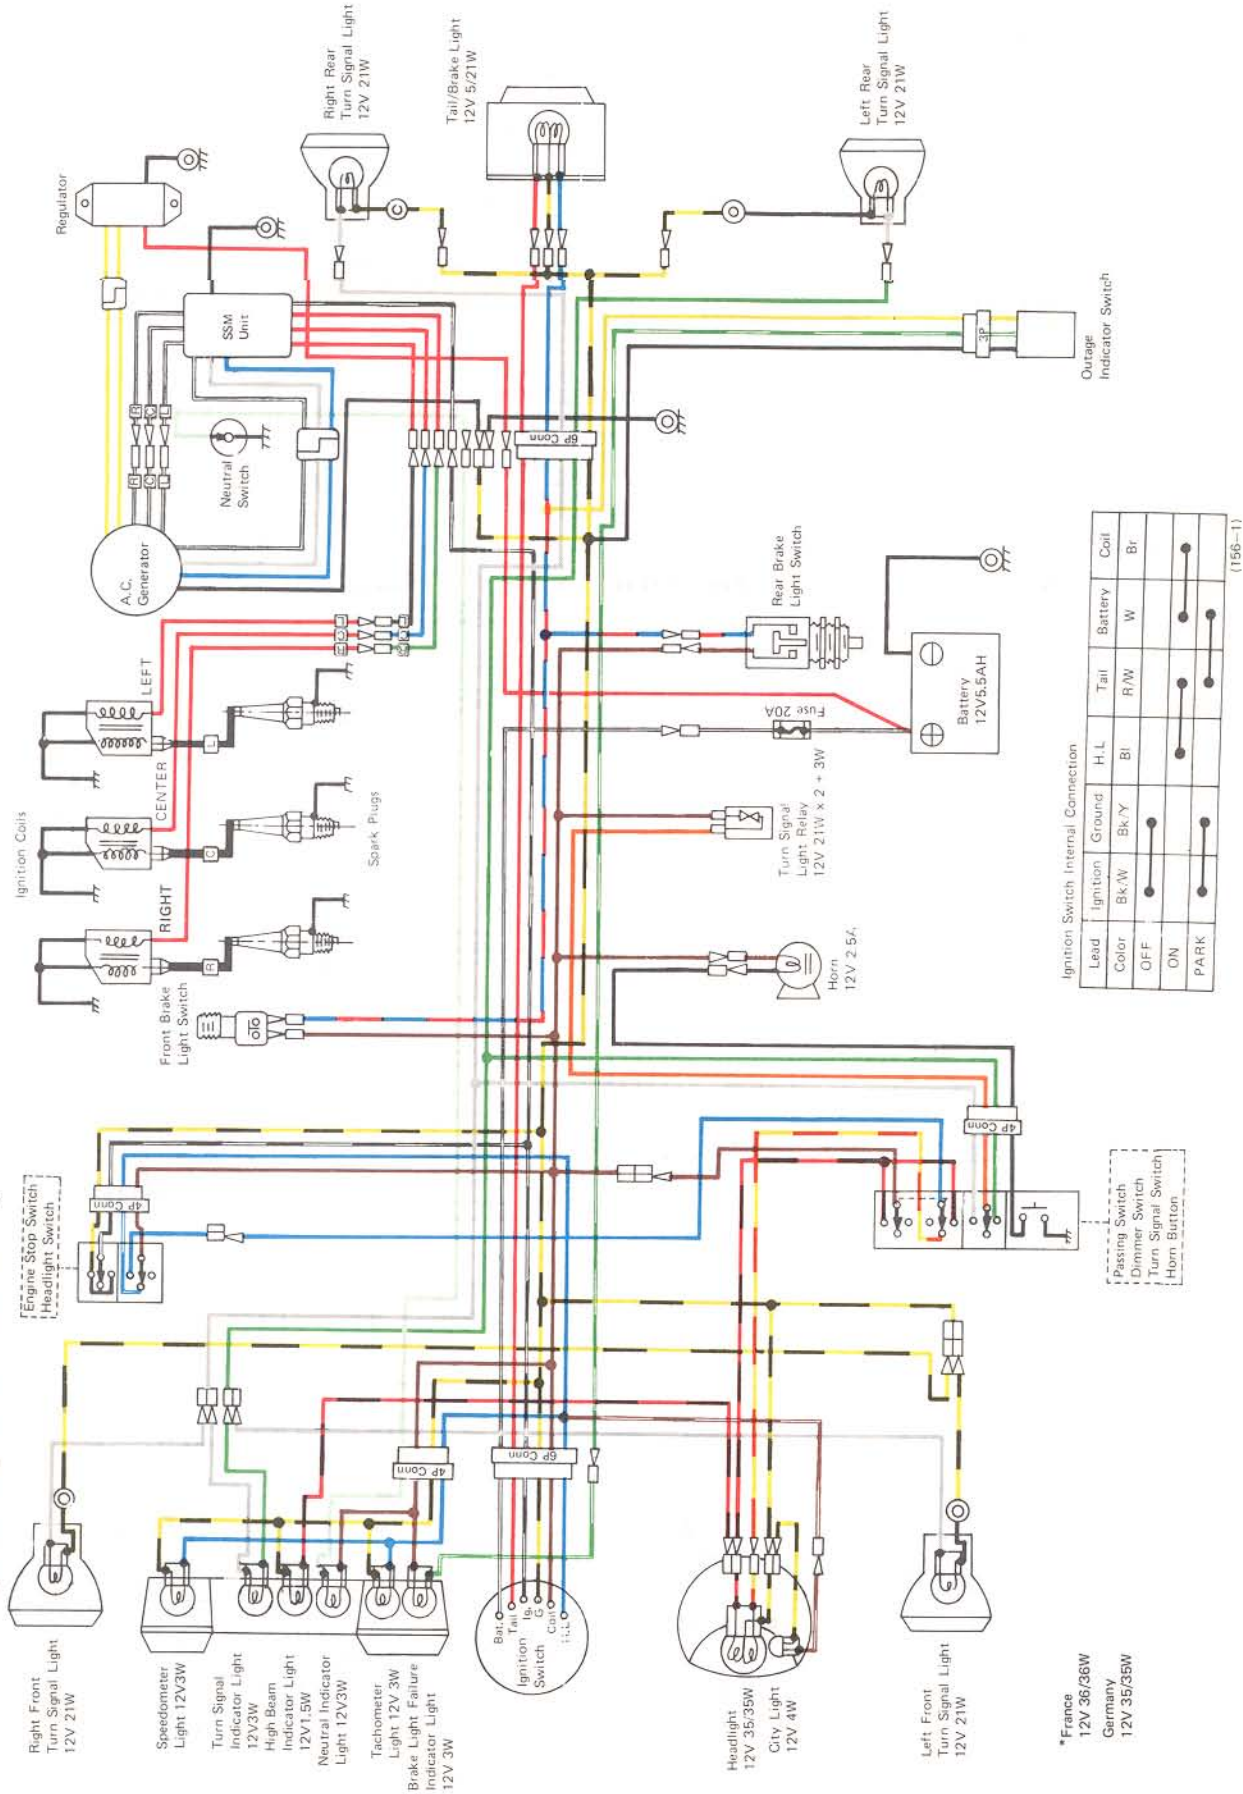 Right Rear
Turn Signal Light
12V 21W
Tail/Brake Light
12V 5/21W
Left Rear
Turn Signal Light
12V 21W
Regulator
SSM
Unit
R
C
L
R
C
L
Neutral
Switch
A.C.
Generator
6P Conn
3P
Outage
Indicator Switch
Ignition Coils
LEFT
CENTER
RIGHT
L
C
R
Spark Plugs
Front Brake
Light Switch
Rear Brake
Light Switch
Battery
12V5.5AH
Fuse 20A
Turn Signal
Light Relay
12V 21W x 2 + 3W
Horn
12V 2.5A
Ignition Switch Internal Connection
Lead Ignition Ground H.L Tail Battery Coil
Color Bk/W Bk/Y Bl R/W W Br
OFF
ON
PARK
(156-1)
Engine Stop Switch
Headlight Switch
4P Conn
4P Conn
Passing Switch
Dimmer Switch
Turn Signal Switch
Horn Button
4P Conn
6P Conn
Right Front
Turn Signal Light
12V 21W
Speedometer
Light 12V3W
Turn Signal
Indicator Light
12V3W
High Beam
Indicator Light
12V1.5W
Neutral Indicator
Light 12V3W
Tachometer
Light 12V 3W
Brake Light Failure
Indicator Light
12V 3W
Bat.
Tail
Ig.
G
Coil
Ignition
Switch
Headlight
12V 35/35W
City Light
12V 4W
Left Front
Turn Signal Light
12V 21W
*France
12V 36/36W
Germany
12V 35/35W